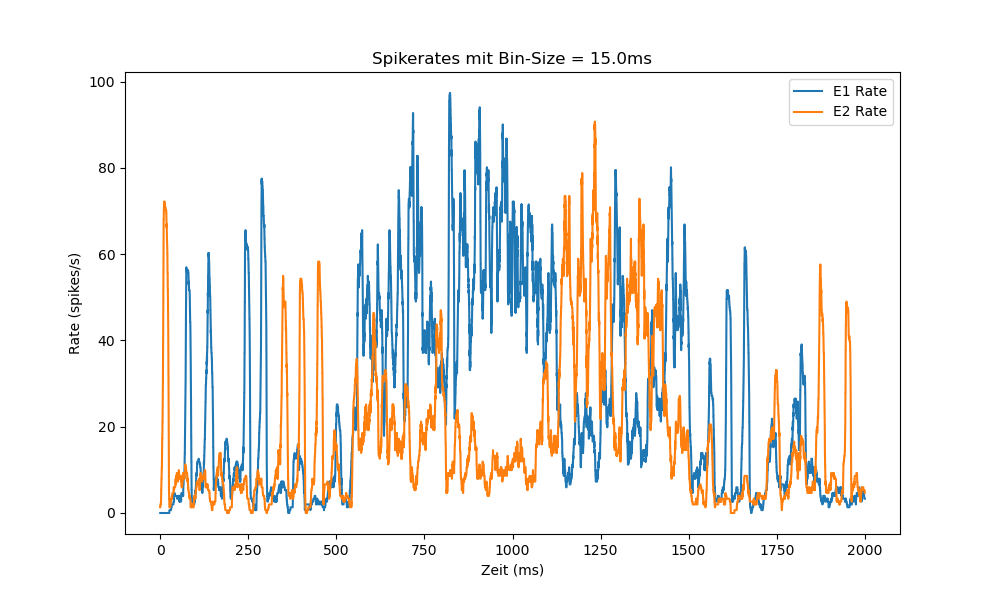 Spikerates mit Bin-Size = 15.0ms
E1 Rate
E2 Rate
100
80
60
40
20
0
Rate (spikes/s)
0 250 500 750 1000 1250 1500 1750 2000
Zeit (ms)